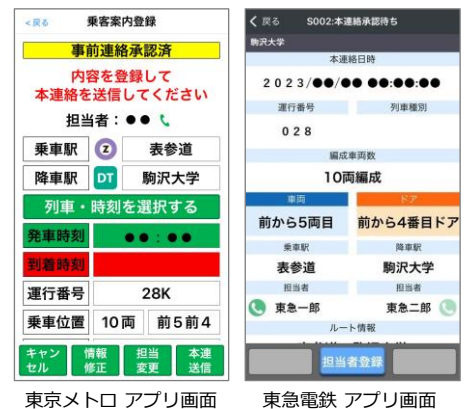 <戻る 乗客案内登録
事前連絡承認済
内容を登録して
本連絡を送信してください
担当者：●●
乗車駅 Z 表参道
降車駅 DT 駒沢大学
列車・時刻を選択する
発車時刻 ●●:●●
到着時刻
運行番号 28K
乗車位置 10両 前5前4
キャンセル 情報修正 担当変更 本連送信
東京メトロ アプリ画面
戻る S002:本連絡承認待ち
駒沢大学
本連絡日時
2023/●●/●● ●●:●●:●●
運行番号 列車種別
028
編成車両数
10両編成
車両 ドア
前から5両目 前から4番目ドア
乗車駅 降車駅
表参道 駒沢大学
担当者 担当者
東急一郎 東急二郎
ルート情報
担当者登録
東急電鉄 アプリ画面